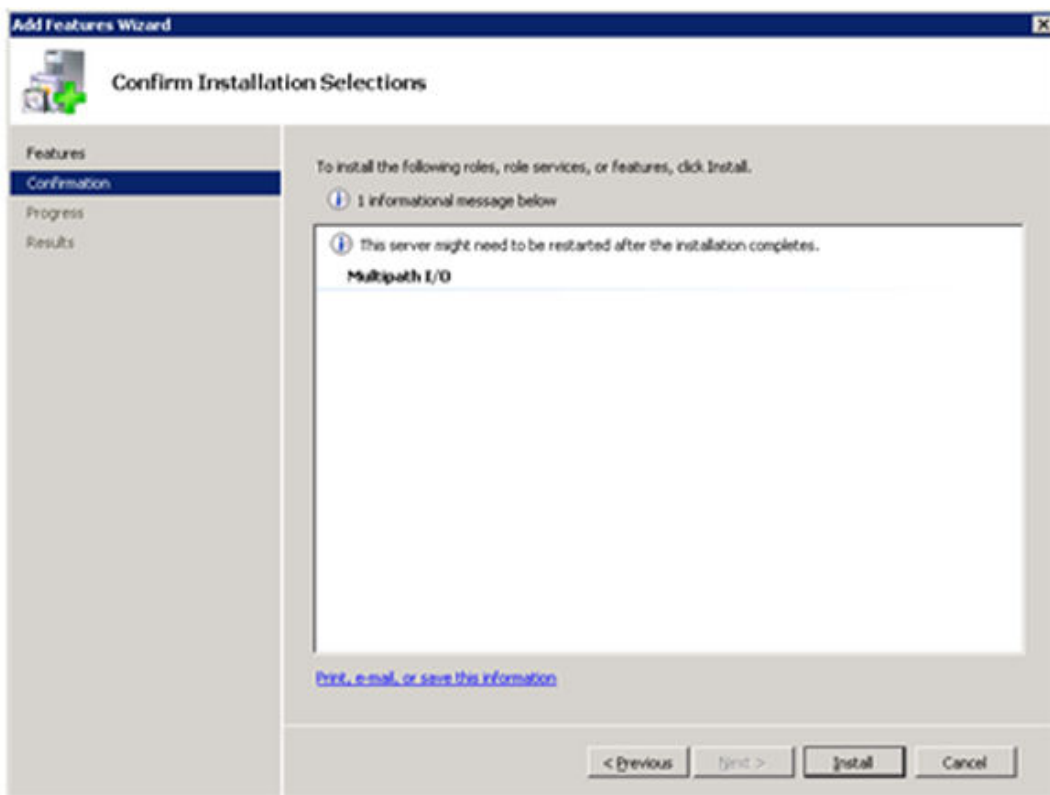 Add Features Wizard
Confirm Installation Selections
Features
Confirmation
Progress
Results
To install the following roles, role services, or features, click Install.
1 informational message below
This server might need to be restarted after the installation completes.
Multipath I/O
Print, e-mail, or save this information
< Previous
Next >
Install
Cancel